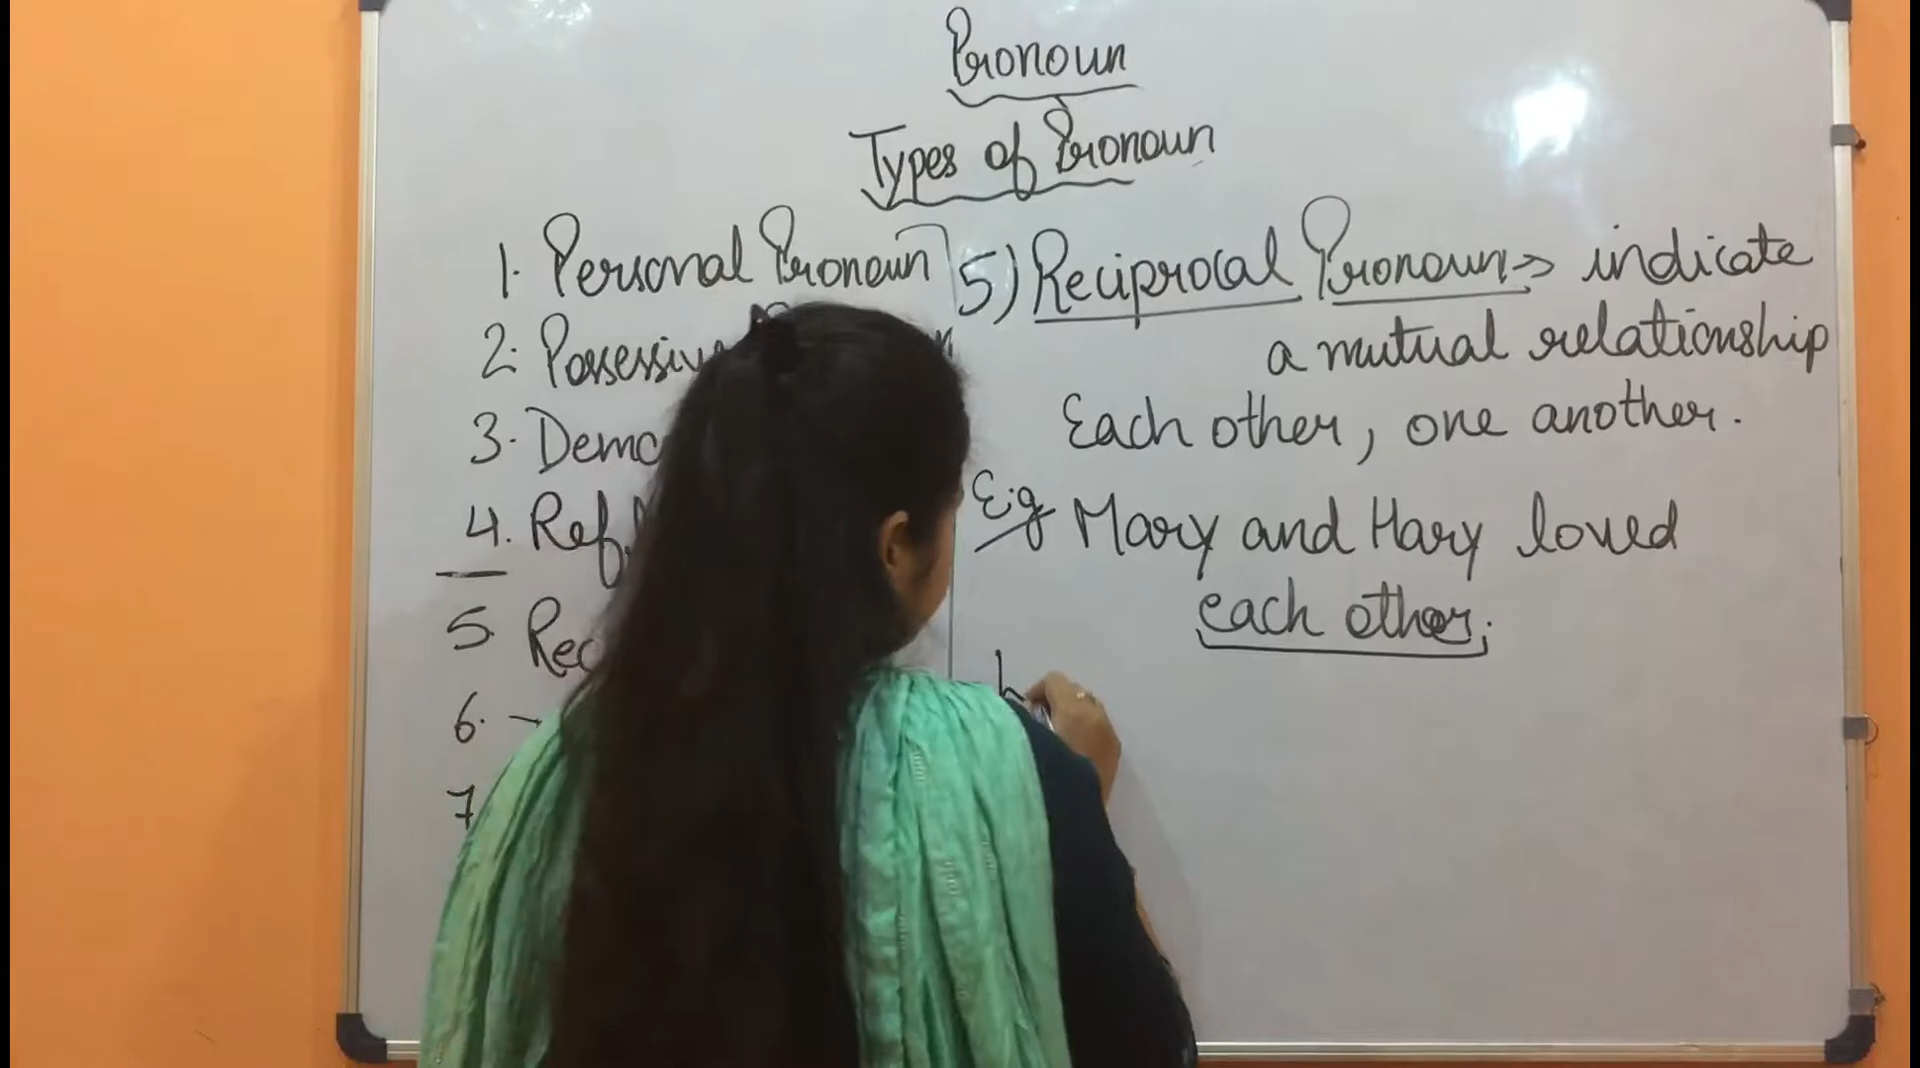 Pronoun
Types of Pronoun
1. Personal Pronoun
2. Possessiv
3. Demo
4. Ref
5. Rec
6.
7
5) Reciprocal Pronoun → indicate
a mutual relationship
Each other, one another.
E.g Mary and Hary loved
each other.